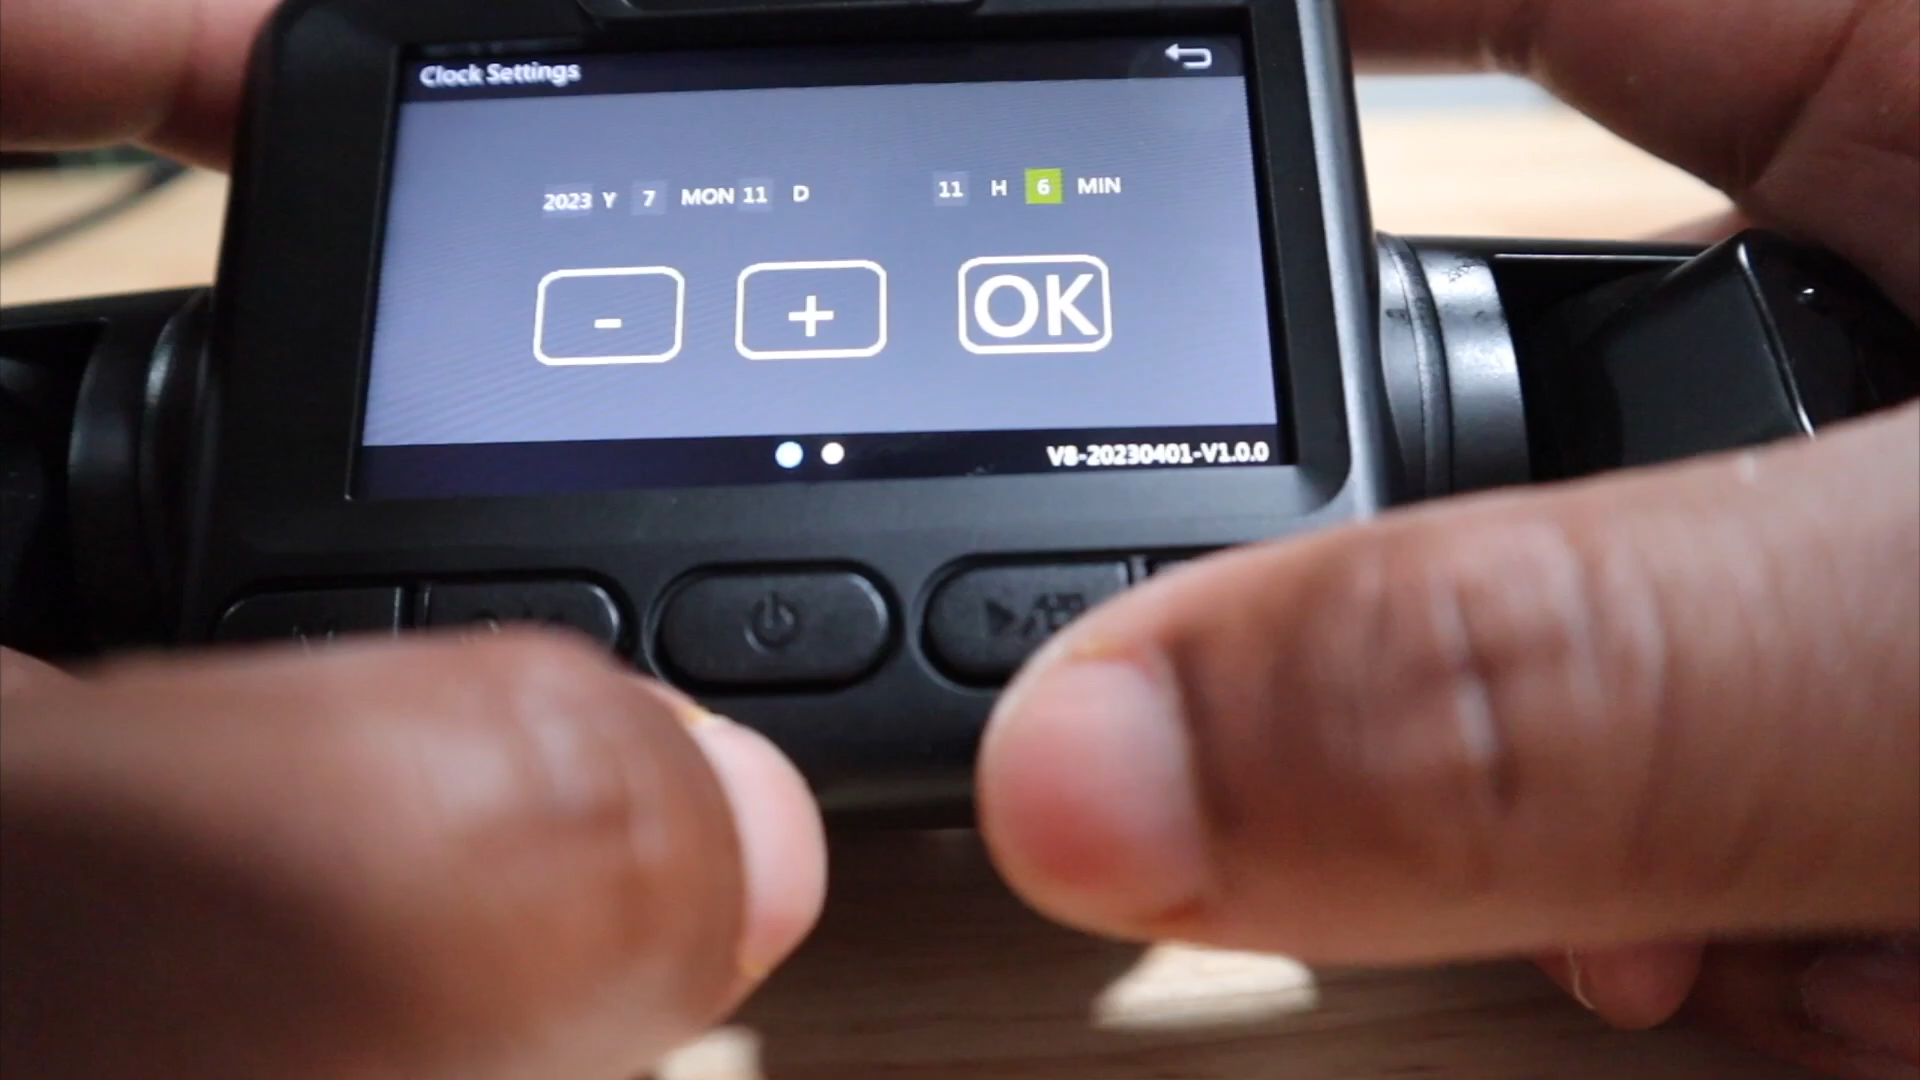 Clock Settings
2023 Y 7 MON 11 D 11 H 6 MIN
- + OK
V8-20230401-V1.0.0